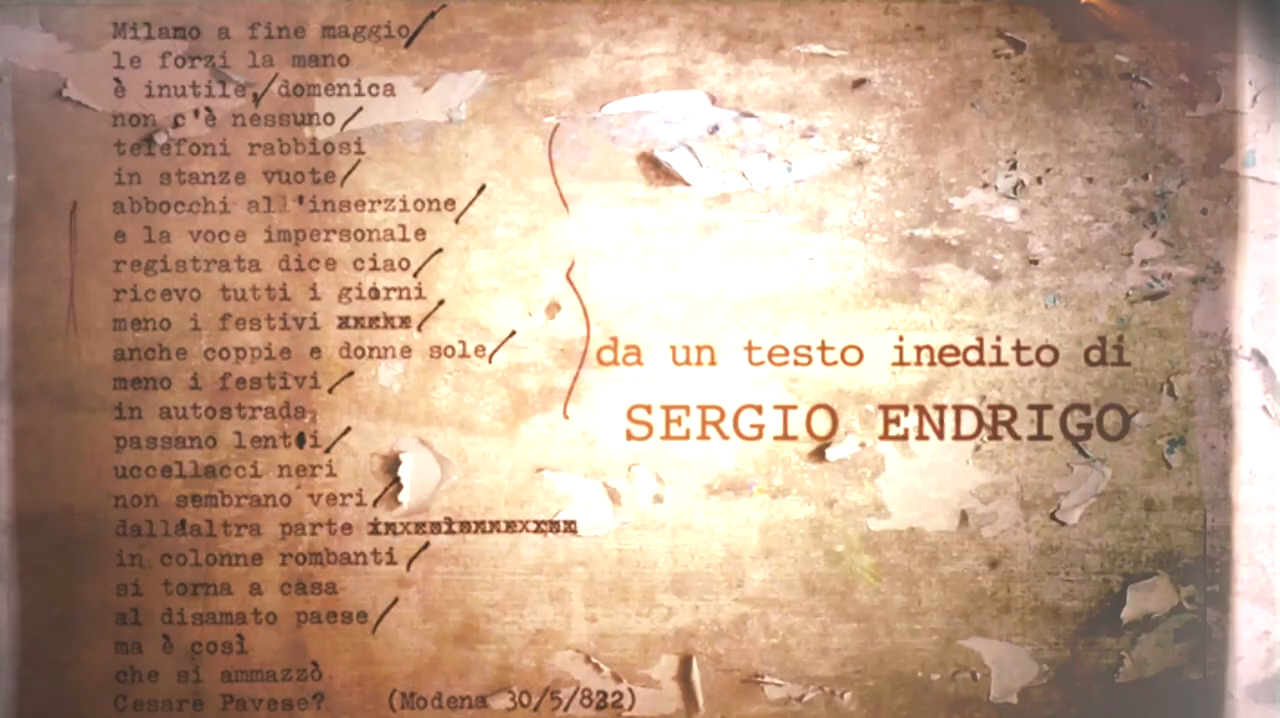 Milano a fine maggio/
le forzi la mano
è inutile,/domenica
non c'è nessuno/
telefoni rabbiosi
in stanze vuote/
abbocchi all'inserzione/
e la voce impersonale
registrata dice ciao/
ricevo tutti i giorni
meno i festivi /
anche coppie e donne sole/
meno i festivi/
in autostrada,
passano lenti/
uccellacci neri
non sembrano veri/
dall'altra parte
in colonne rombanti/
si torna a casa
al disamato paese/
ma è così
che si ammazzò
Cesare Pavese? (Modena 30/5/82)
da un testo inedito di
SERGIO ENDRIGO